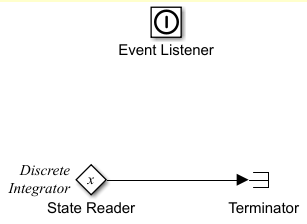 Event Listener
Discrete
Integrator
x
State Reader
Terminator